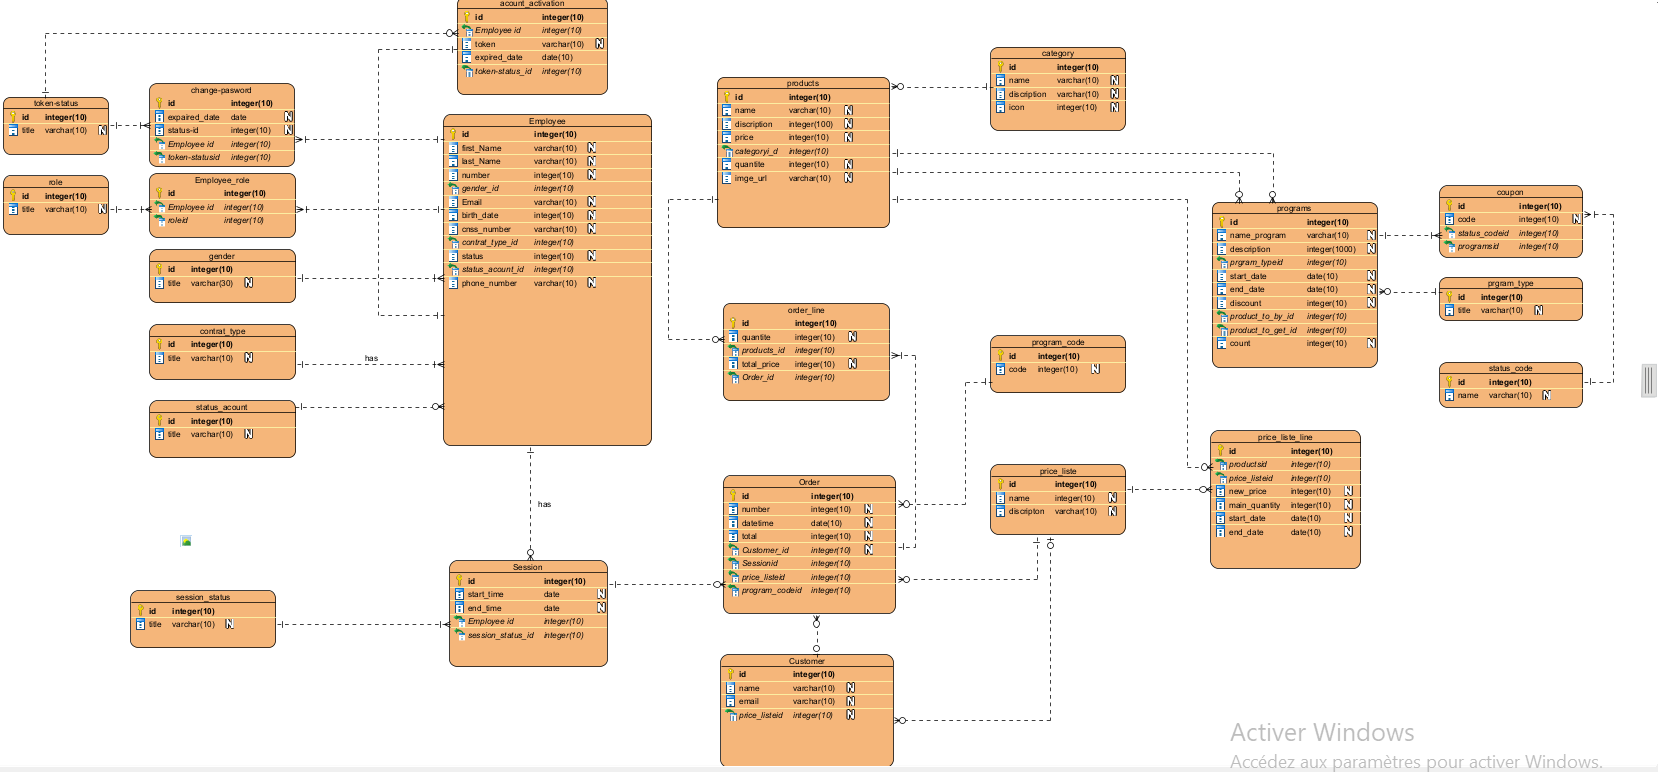 acount_activation
id integer(10)
Employee id integer(10)
token varchar(10) N
expired_date date(10)
token-status_id integer(10)
token-status
id integer(10)
title varchar(10) N
change-pasword
id integer(10)
expaired_date date N
status-id integer(10) N
Employee id integer(10)
token-statusid integer(10)
role
id integer(10)
title varchar(10) N
Employee_role
id integer(10)
Employee id integer(10)
roleid integer(10)
gender
id integer(10)
title varchar(30) N
contrat_type
id integer(10)
title varchar(10) N
has
status_acount
id integer(10)
title varchar(10) N
Employee
id integer(10)
first_Name varchar(10) N
last_Name varchar(10) N
number integer(10) N
gender_id integer(10)
Email varchar(10) N
birth_date integer(10) N
cnss_number varchar(10) N
contrat_type_id integer(10)
status integer(10) N
status_acount_id integer(10)
phone_number varchar(10) N
has
Session
id integer(10)
start_time date N
end_time date N
Employee id integer(10)
session_status_id integer(10)
session_status
id integer(10)
title varchar(10) N
products
id integer(10)
name varchar(10) N
discription integer(100) N
price integer(10) N
categoryi_d integer(10)
quantite integer(10) N
imge_url varchar(10) N
category
id integer(10)
name varchar(10) N
discription varchar(10) N
icon integer(10) N
order_line
id integer(10)
quantite integer(10) N
products_id integer(10)
total_price integer(10) N
Order_id integer(10)
program_code
id integer(10)
code integer(10) N
Order
id integer(10)
number integer(10) N
datetime date(10) N
total integer(10) N
Customer_id integer(10) N
Sessionid integer(10)
price_listeid integer(10)
program_codeid integer(10)
price_liste
id integer(10)
name integer(10) N
discripton varchar(10) N
Customer
id integer(10)
name varchar(10) N
email varchar(10) N
price_listeid integer(10) N
programs
id integer(10)
name_program varchar(10) N
description integer(1000) N
prgram_typeid integer(10)
start_date date(10) N
end_date date(10) N
discount integer(10) N
product_to_by_id integer(10)
product_to_get_id integer(10)
count integer(10) N
coupon
id integer(10)
code integer(10) N
status_codeid integer(10)
programsid integer(10)
prgram_type
id integer(10)
title integer(10) N
status_code
id integer(10)
name varchar(10) N
price_liste_line
id integer(10)
productsid integer(10)
price_listeid integer(10)
new_price integer(10) N
main_quantity integer(10) N
start_date date(10) N
end_date date(10) N
Activer Windows
Accédez aux paramètres pour activer Windows.